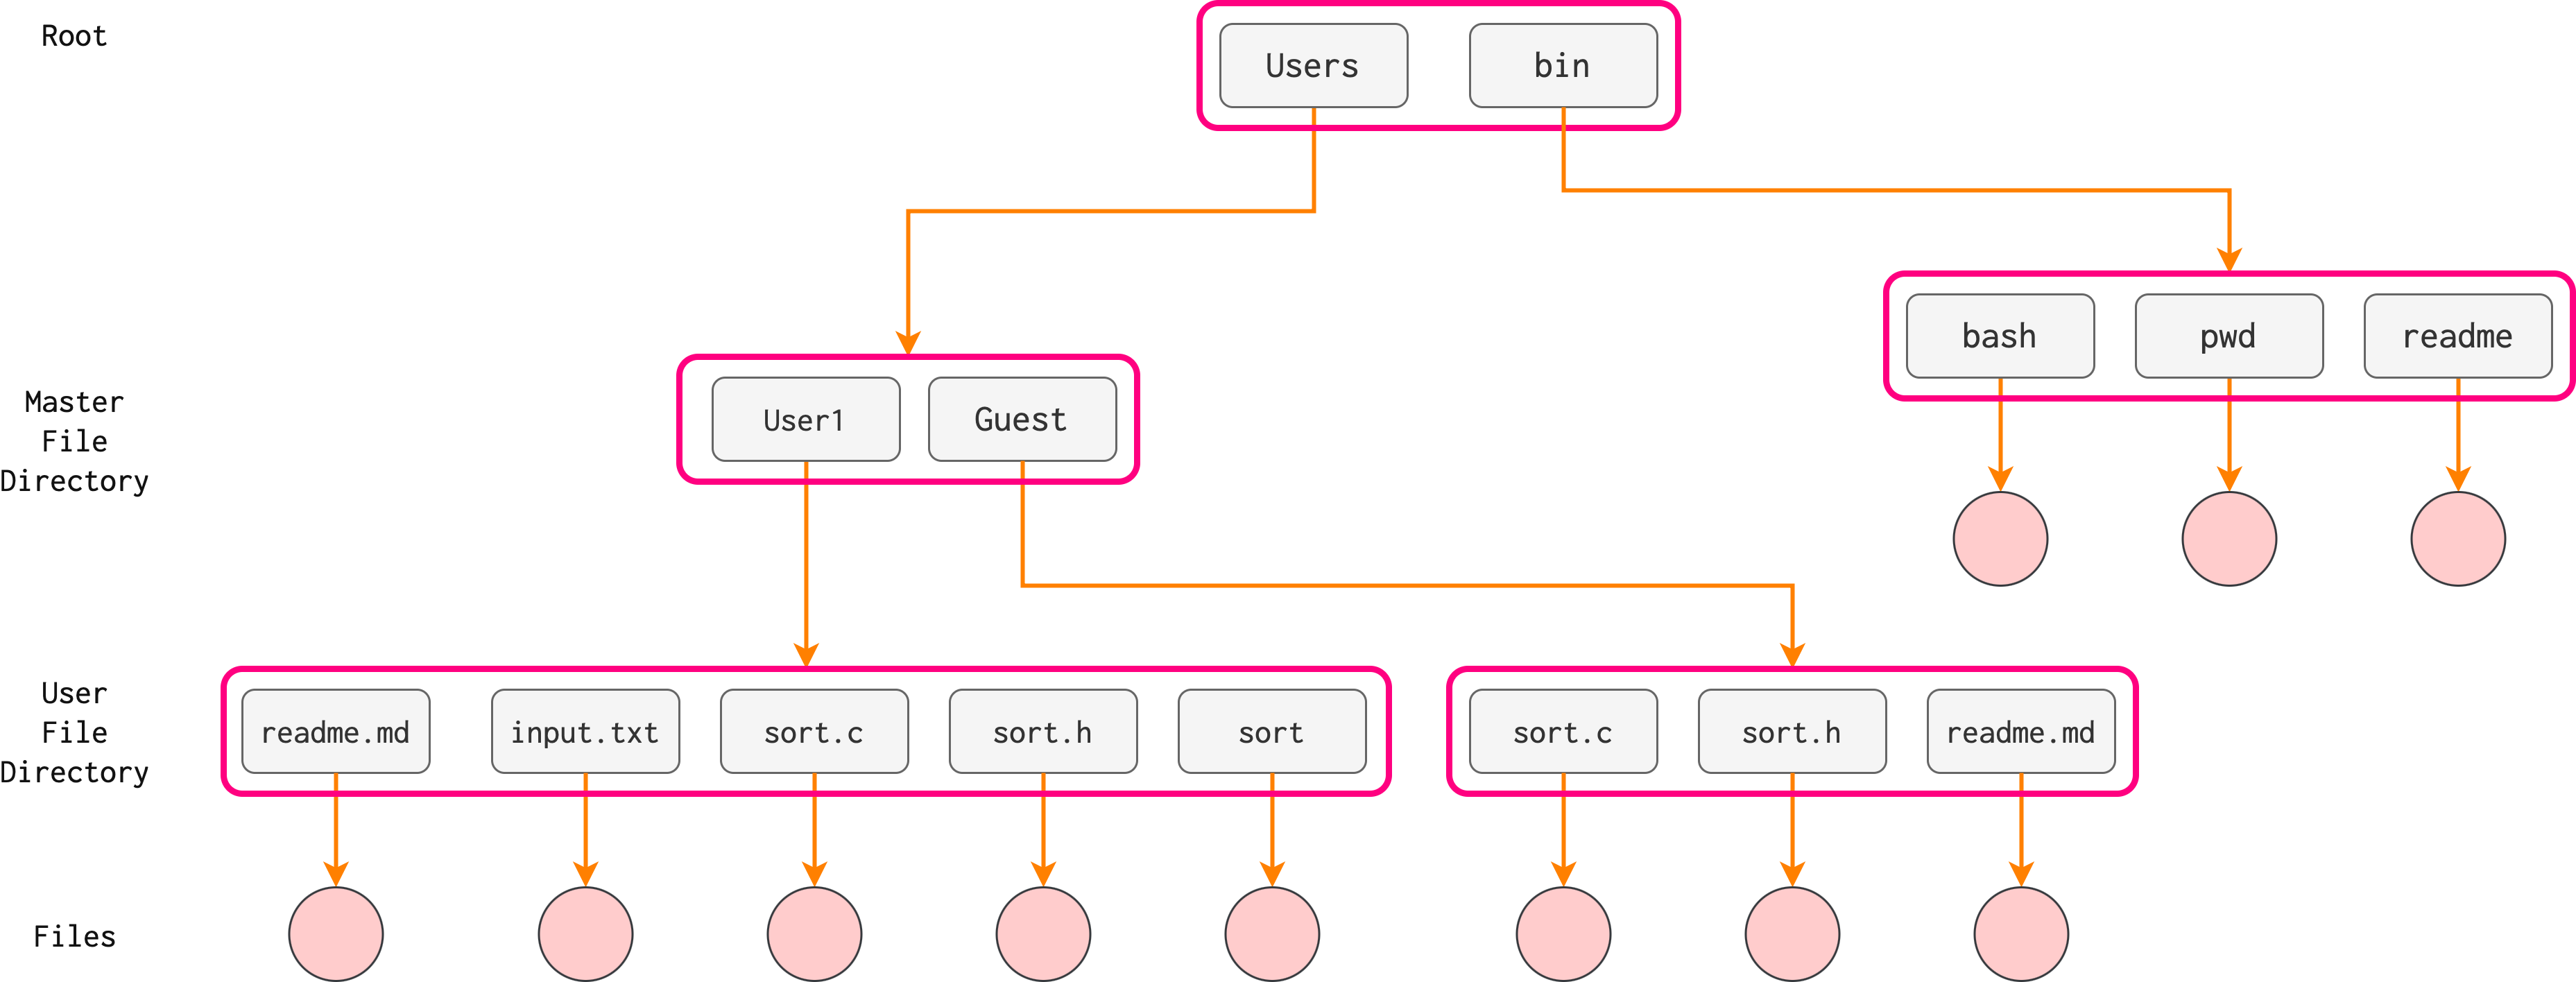 Root
Users
bin
bash
pwd
readme
Master
File
Directory
User1
Guest
User
File
Directory
readme.md
input.txt
sort.c
sort.h
sort
sort.c
sort.h
readme.md
Files